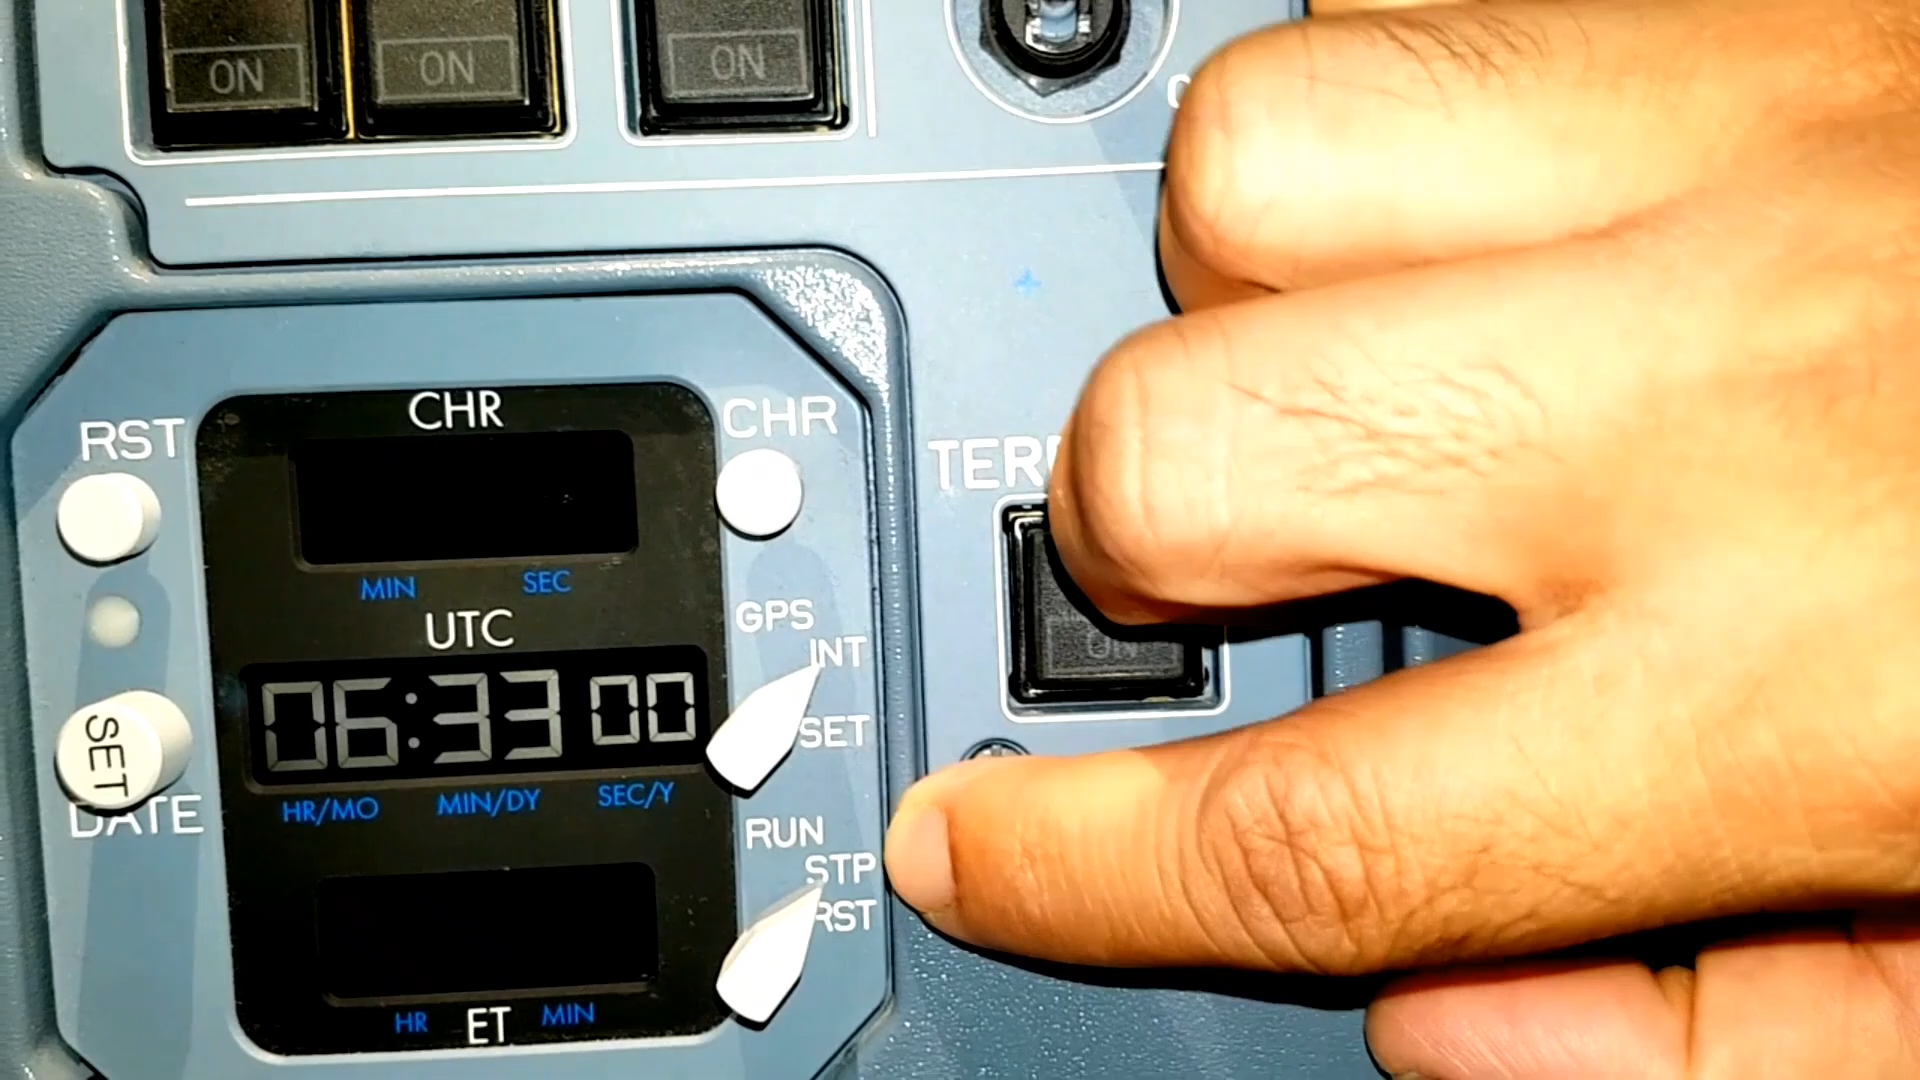 ON ON ON
CHR
RST
CHR
MIN SEC
UTC
GPS
INT
06:33 00
SET
SET
DATE
HR/MO MIN/DY SEC/Y
RUN
STP
RST
HR ET MIN
ON